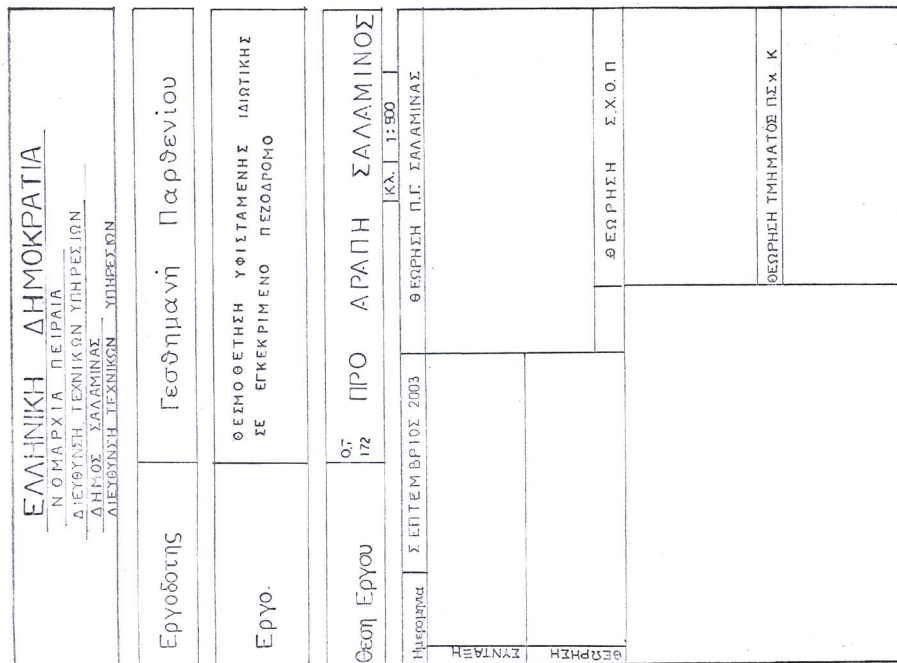 ΕΛΛΗΝΙΚΗ ΔΗΜΟΚΡΑΤΙΑ
ΝΟΜΑΡΧΙΑ ΠΕΙΡΑΙΑ
ΔΙΕΥΘΥΝΣΗ ΤΕΧΝΙΚΩΝ ΥΠΗΡΕΣΙΩΝ
ΔΗΜΟΣ ΣΑΛΑΜΙΝΑΣ
ΔΙΕΥΘΥΝΣΗ ΤΕΧΝΙΚΩΝ ΥΠΗΡΕΣΙΩΝ
Εργοδοτης Γεσθημανή Παρθενίου
Εργο. ΘΕΣΜΟΘΕΤΗΣΗ ΥΦΙΣΤΑΜΕΝΗΣ ΙΔΙΩΤΙΚΗΣ
ΣΕ ΕΓΚΕΚΡΙΜΕΝΟ ΠΕΖΟΔΡΟΜΟ
Θεση Εργου Ο.Τ 172 ΠΡΟ ΑΡΑΠΗ ΣΑΛΑΜΙΝΟΣ
Κλ. 1:500
Ημερομηνια ΣΕΠΤΕΜΒΡΙΟΣ 2003 ΘΕΩΡΗΣΗ Π.Γ. ΣΑΛΑΜΙΝΑΣ
ΣΥΝΤΑΞΗ
ΘΕΩΡΗΣΗ
ΘΕΩΡΗΣΗ Σ.Χ.Ο.Π
ΘΕΩΡΗΣΗ ΤΜΗΜΑΤΟΣ ΠΣκ Κ